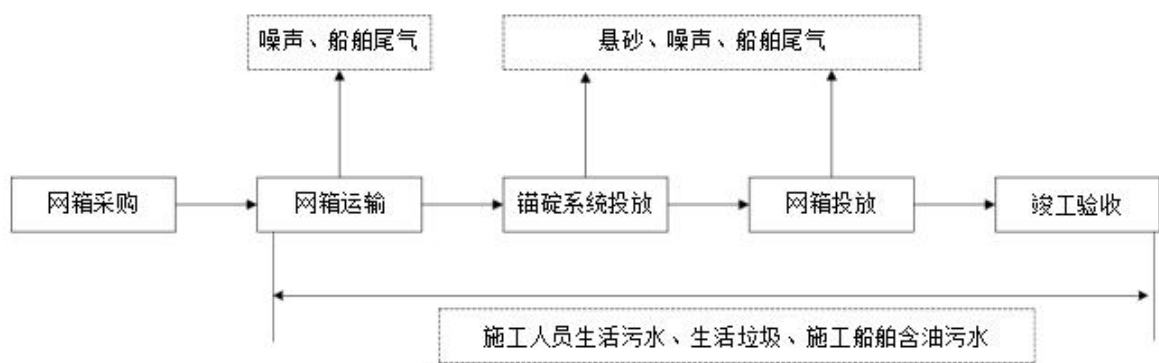 噪声、船舶尾气
悬砂、噪声、船舶尾气
网箱采购
网箱运输
锚碇系统投放
网箱投放
竣工验收
施工人员生活污水、生活垃圾、施工船舶含油污水